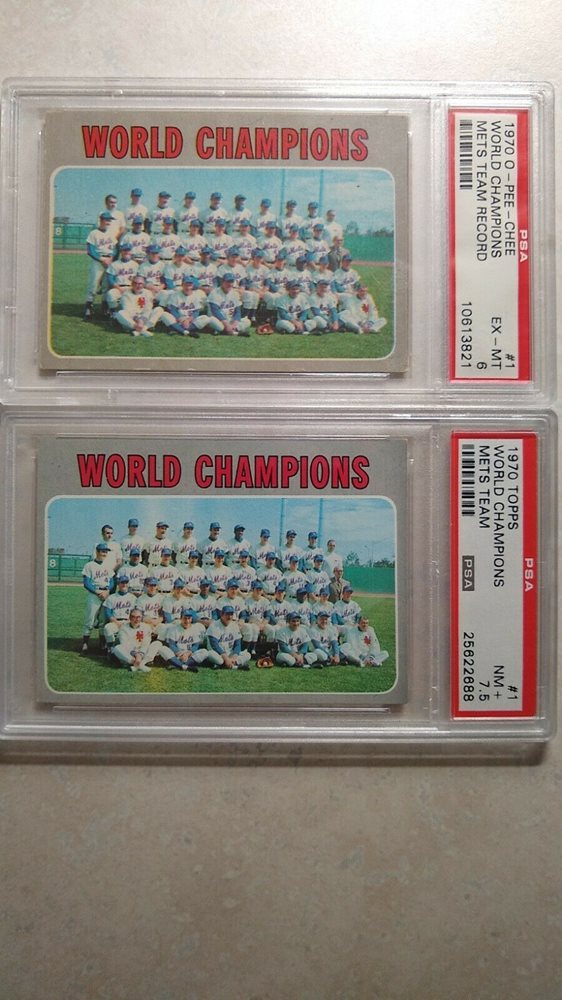 WORLD CHAMPIONS
PSA
1970 O-PEE-CHEE #1
WORLD CHAMPIONS EX-MT
METS TEAM RECORD 6
10613821
WORLD CHAMPIONS
PSA
1970 TOPPS #1
WORLD CHAMPIONS NM+
METS TEAM 7.5
PSA 25622688